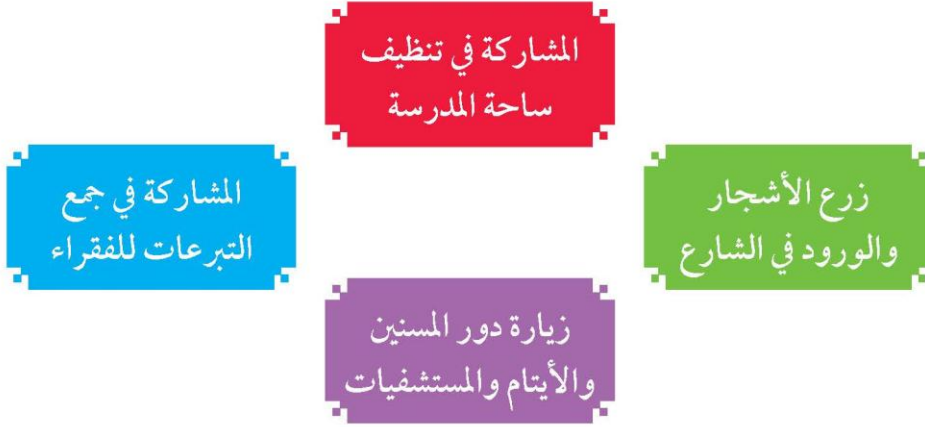 المشاركة في تنظيف
ساحة المدرسة
زرع الأشجار
والورود في الشارع
المشاركة في جمع
التبرعات للفقراء
زيارة دور المسنين
والأيتام والمستشفيات